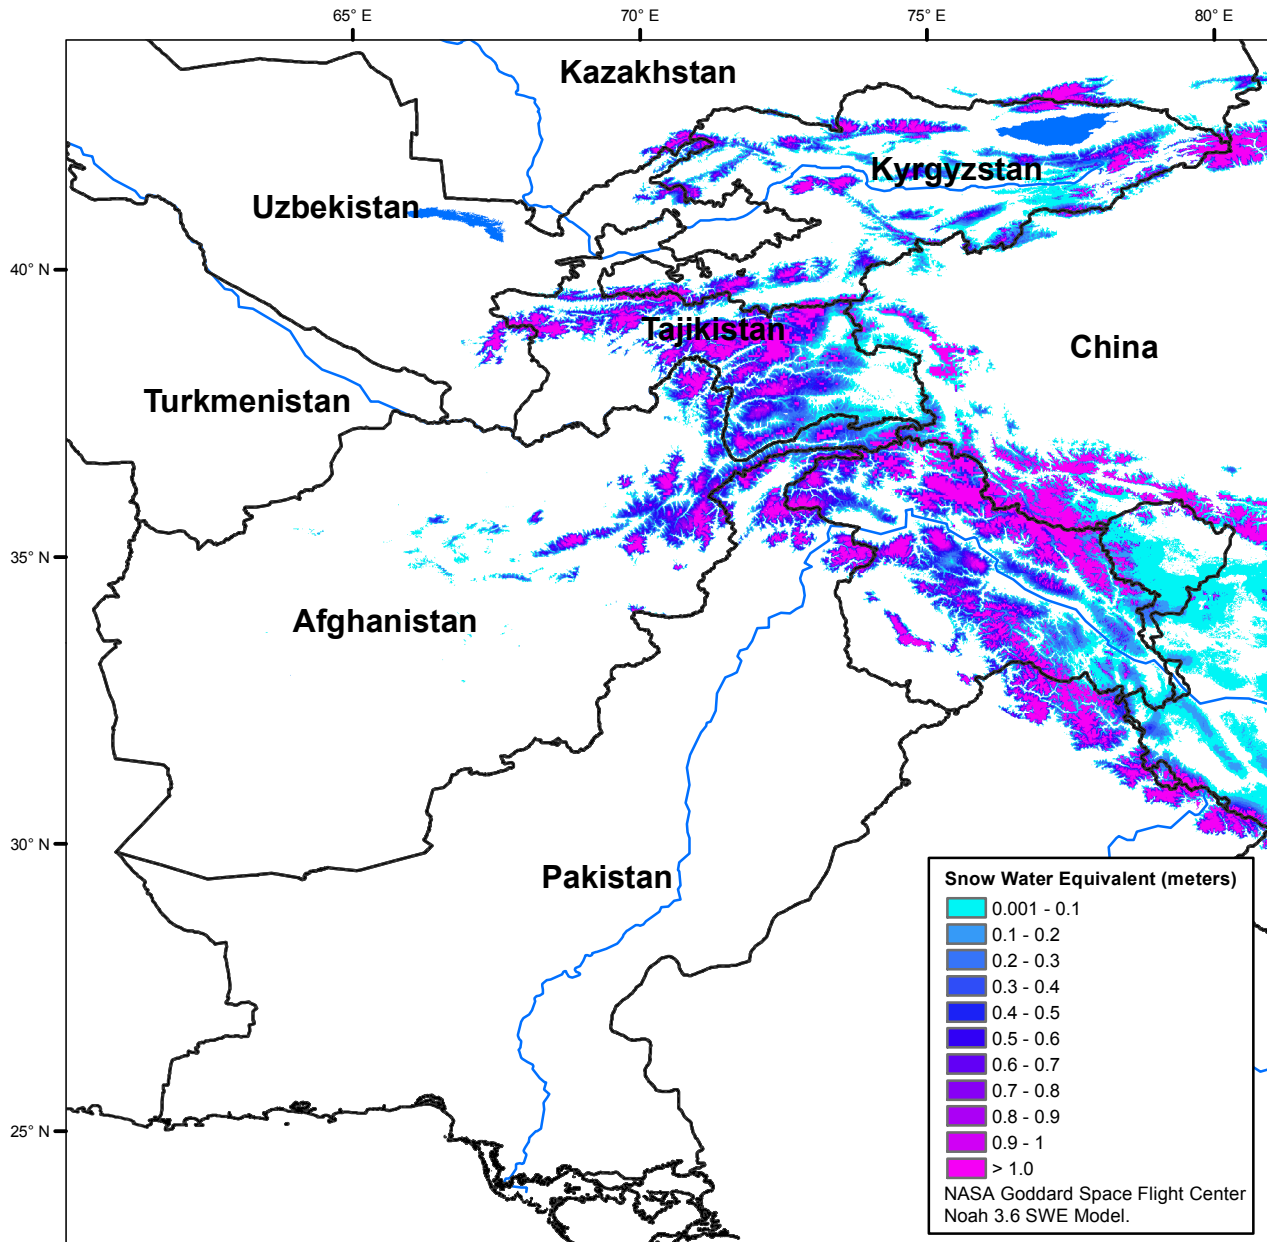 65° E
70° E
75° E
80° E
Kazakhstan
Kyrgyzstan
Uzbekistan
40° N
Tajikistan
China
Turkmenistan
35° N
Afghanistan
30° N
Pakistan
25° N
Snow Water Equivalent (meters)
0.001 - 0.1
0.1 - 0.2
0.2 - 0.3
0.3 - 0.4
0.4 - 0.5
0.5 - 0.6
0.6 - 0.7
0.7 - 0.8
0.8 - 0.9
0.9 - 1
> 1.0
NASA Goddard Space Flight Center
Noah 3.6 SWE Model.